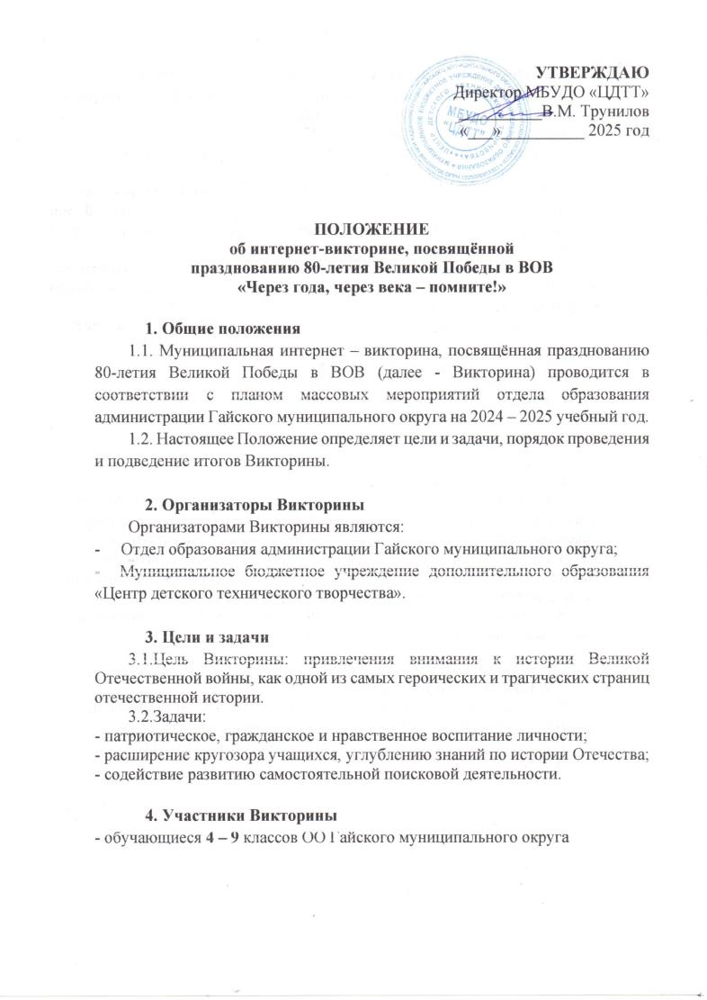 УТВЕРЖДАЮ
Директор МБУДО «ЦДТТ»
__________В.М. Трунилов
«___»__________ 2025 год
МБУДО
"ЦДТТ"
ПОЛОЖЕНИЕ
об интернет-викторине, посвящённой
празднованию 80-летия Великой Победы в ВОВ
«Через года, через века – помните!»
1. Общие положения
1.1. Муниципальная интернет – викторина, посвящённая празднованию
80-летия Великой Победы в ВОВ (далее - Викторина) проводится в
соответствии с планом массовых мероприятий отдела образования
администрации Гайского муниципального округа на 2024 – 2025 учебный год.
1.2. Настоящее Положение определяет цели и задачи, порядок проведения
и подведение итогов Викторины.
2. Организаторы Викторины
Организаторами Викторины являются:
- Отдел образования администрации Гайского муниципального округа;
- Муниципальное бюджетное учреждение дополнительного образования
«Центр детского технического творчества».
3. Цели и задачи
3.1.Цель Викторины: привлечения внимания к истории Великой
Отечественной войны, как одной из самых героических и трагических страниц
отечественной истории.
3.2.Задачи:
- патриотическое, гражданское и нравственное воспитание личности;
- расширение кругозора учащихся, углублению знаний по истории Отечества;
- содействие развитию самостоятельной поисковой деятельности.
4. Участники Викторины
- обучающиеся 4 – 9 классов ОО Гайского муниципального округа